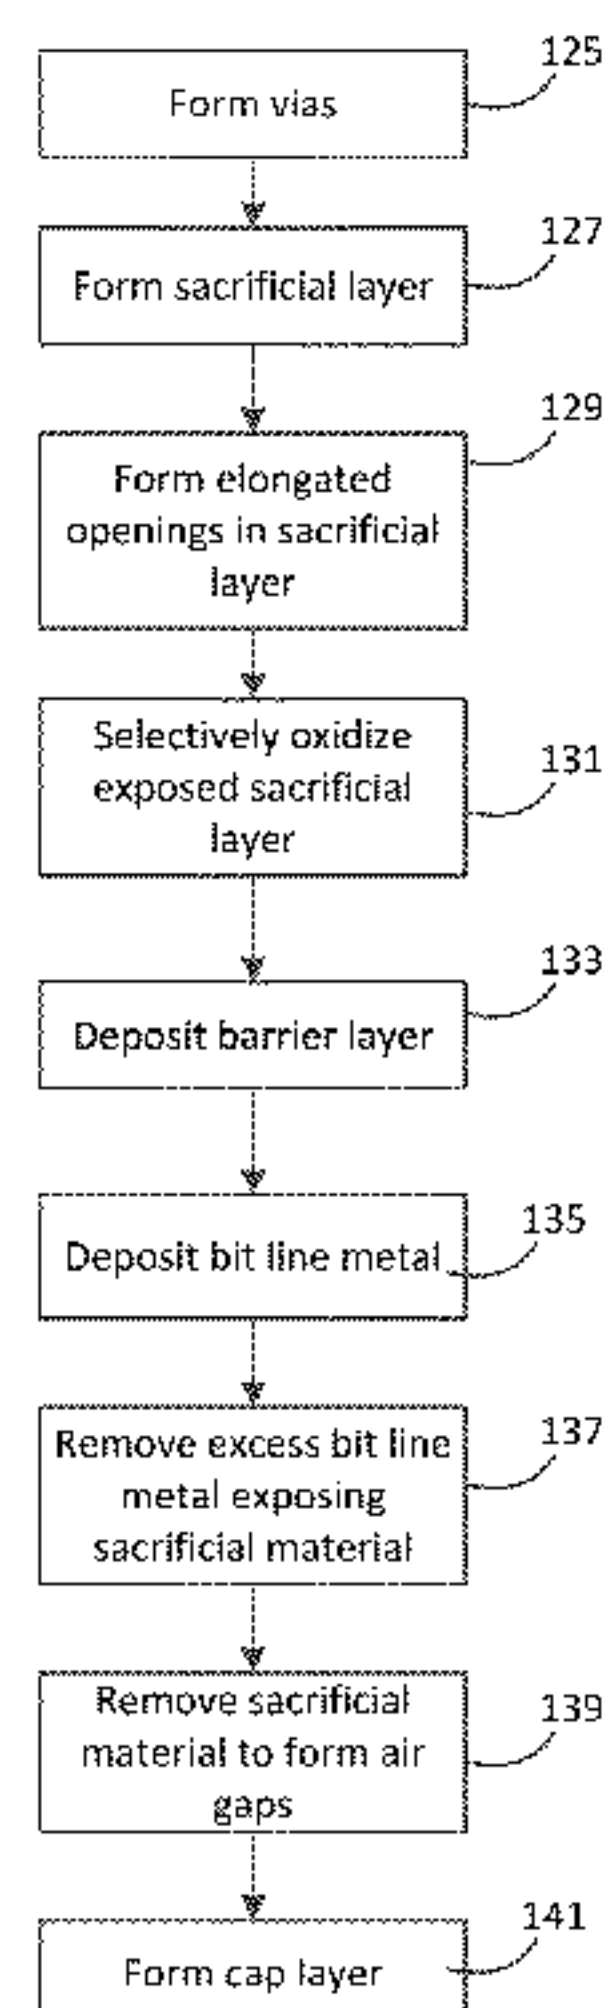 125
Form vias
127
Form sacrificial layer
129
Form elongated
openings in sacrificial
layer
131
Selectively oxidize
exposed sacrificial
layer
133
Deposit barrier layer
135
Deposit bit line metal
137
Remove excess bit line
metal exposing
sacrificial material
139
Remove sacrificial
material to form air
gaps
141
Form cap layer